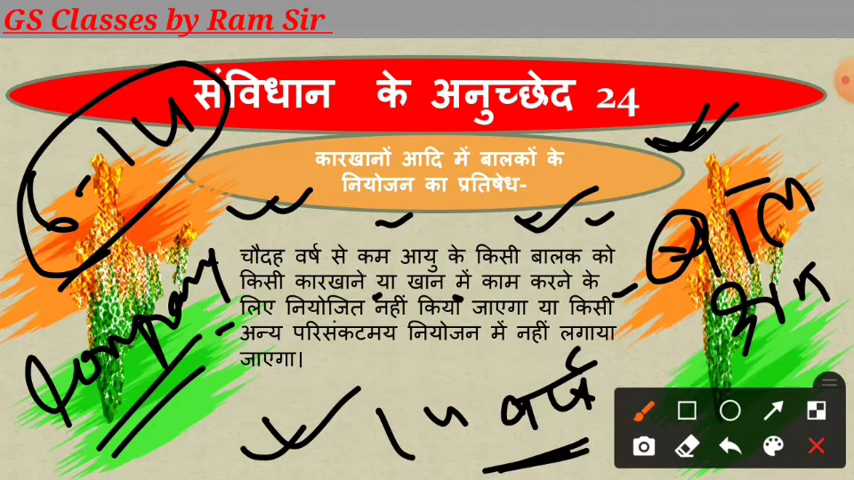 GS Classes by Ram Sir
संविधान के अनुच्छेद 24
कारखानों आदि में बालकों के
नियोजन का प्रतिषेध-
6-14
चौदह वर्ष से कम आयु के किसी बालक को
किसी कारखाने या खान में काम करने के
लिए नियोजित नहीं किया जाएगा या किसी
अन्य परिसंकटमय नियोजन में नहीं लगाया
जाएंगा।
Company
बाल
श्रम
14 वर्ष